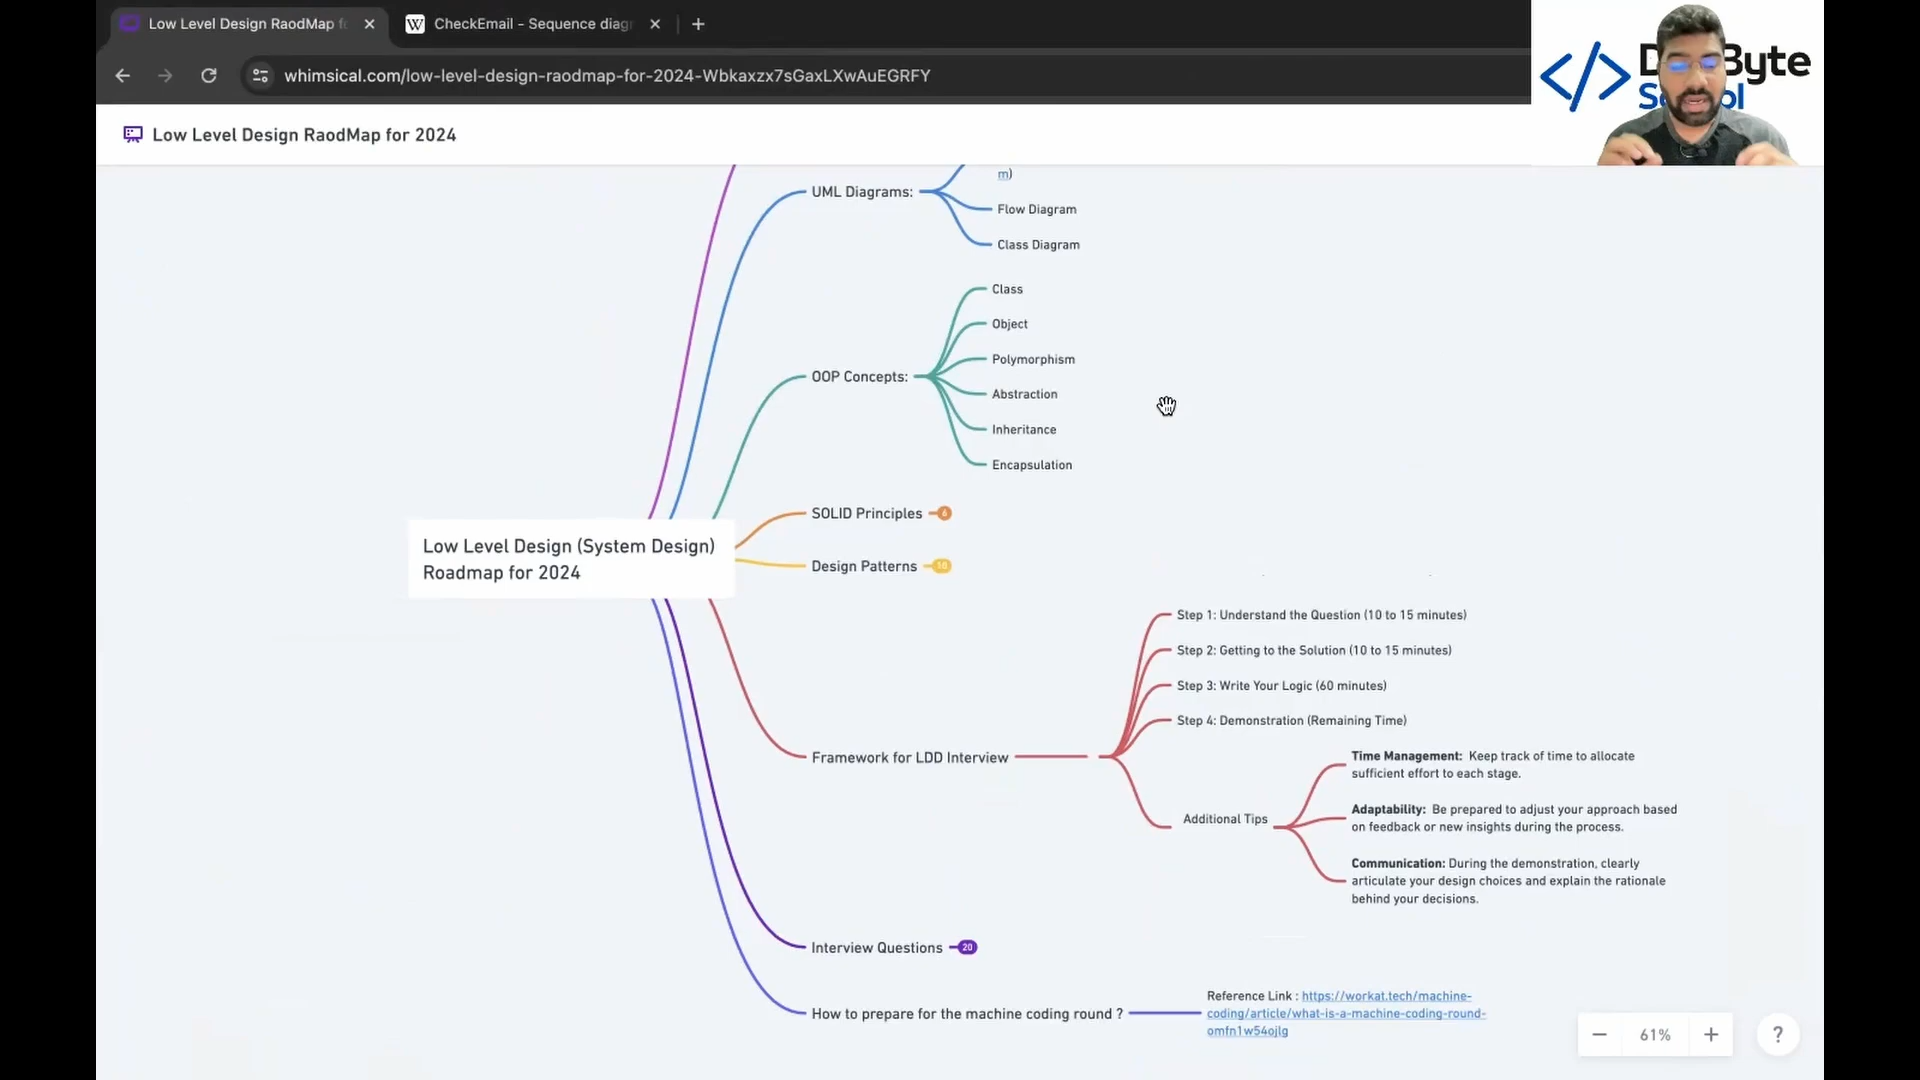 Low Level Design RaodMap f
CheckEmail - Sequence diag
whimsical.com/low-level-design-raodmap-for-2024-Wbkaxzx7sGaxLXwAuEGRFY
Byte
Low Level Design RaodMap for 2024
m)
UML Diagrams:
Flow Diagram
Class Diagram
Class
Object
Polymorphism
OOP Concepts:
Abstraction
Inheritance
Encapsulation
SOLID Principles 6
Low Level Design (System Design)
Roadmap for 2024
Design Patterns 10
Step 1: Understand the Question (10 to 15 minutes)
Step 2: Getting to the Solution (10 to 15 minutes)
Step 3: Write Your Logic (60 minutes)
Step 4: Demonstration (Remaining Time)
Framework for LDD Interview
Time Management: Keep track of time to allocate
sufficient effort to each stage.
Additional Tips
Adaptability: Be prepared to adjust your approach based
on feedback or new insights during the process.
Communication: During the demonstration, clearly
articulate your design choices and explain the rationale
behind your decisions.
Interview Questions 20
How to prepare for the machine coding round ?
Reference Link : https://workat.tech/machine-
coding/article/what-is-a-machine-coding-round-
omfn1w54ojlg
61%
?